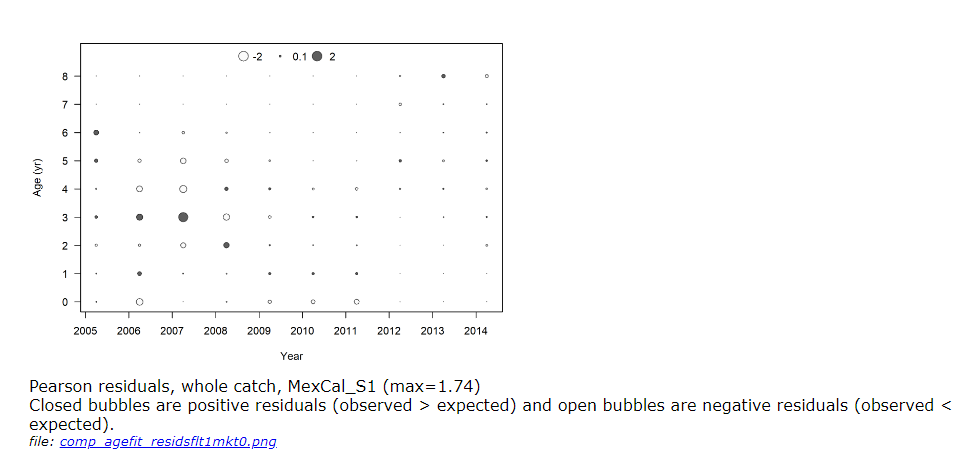 -2 0.1 2
8
7
6
5
4
3
2
1
0
Age (yr)
2005 2006 2007 2008 2009 2010 2011 2012 2013 2014
Year
Pearson residuals, whole catch, MexCal_S1 (max=1.74)
Closed bubbles are positive residuals (observed > expected) and open bubbles are negative residuals (observed <
expected).
file: comp_agefit_residsflt1mkt0.png